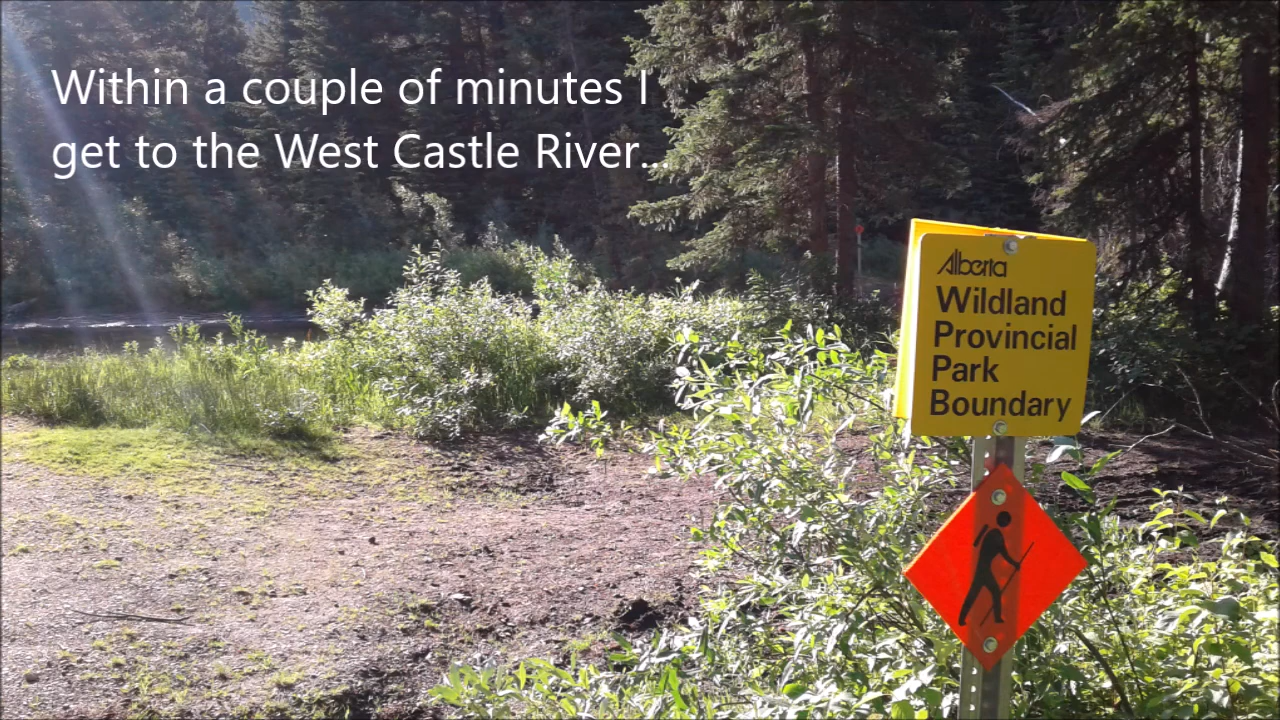 Within a couple of minutes I
get to the West Castle River...
Alberta
Wildland
Provincial
Park
Boundary